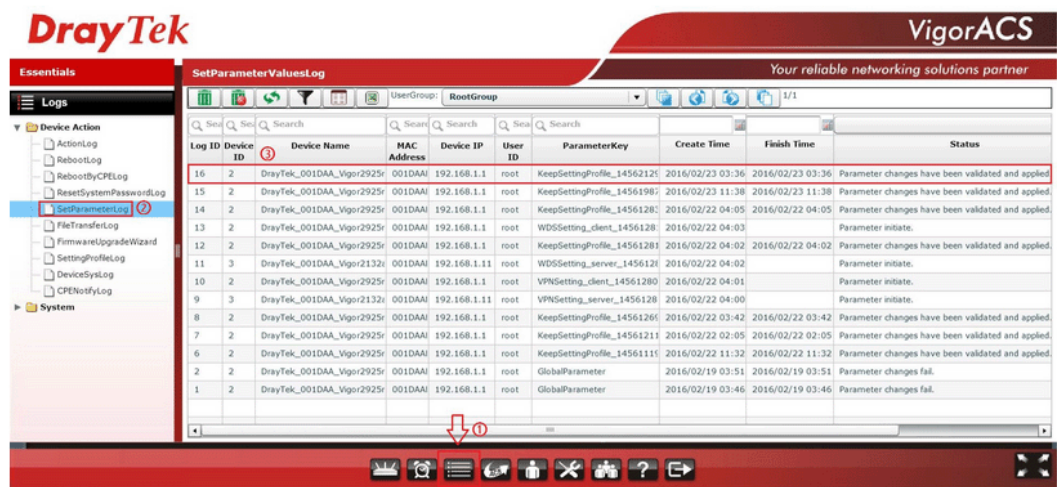 DrayTek
VigorACS
Essentials
SetParameterValuesLog
Your reliable networking solutions partner
Logs
UserGroup: RootGroup 1/1
Device Action
ActionLog
RebootLog
RebootByCPELog
ResetSystemPasswordLog
SetParameterLog ②
FileTransferLog
FirmwareUpgradeWizard
SettingProfileLog
DeviceSysLog
CPENotifyLog
System
Search Search Search Search
Log ID Device ID ③ Device Name MAC Address Device IP User ID ParameterKey Create Time Finish Time Status
16 2 DrayTek_001DAA_Vigor2925 001DAA 192.168.1.1 root KeepSettingProfile_14562129 2016/02/23 03:36 2016/02/23 03:36 Parameter changes have been validated and applied.
15 2 DrayTek_001DAA_Vigor2925 001DAA 192.168.1.1 root KeepSettingProfile_1456198 2016/02/23 11:38 2016/02/23 11:38 Parameter changes have been validated and applied.
14 2 DrayTek_001DAA_Vigor2925 001DAA 192.168.1.1 root KeepSettingProfile_1456128 2016/02/22 04:05 2016/02/22 04:05 Parameter changes have been validated and applied.
13 2 DrayTek_001DAA_Vigor2925 001DAA 192.168.1.1 root WDSSetting_client_1456128 2016/02/22 04:03 Parameter initiate.
12 2 DrayTek_001DAA_Vigor2925 001DAA 192.168.1.1 root KeepSettingProfile_1456128 2016/02/22 04:02 2016/02/22 04:02 Parameter changes have been validated and applied.
11 3 DrayTek_001DAA_Vigor2132 001DAA 192.168.1.11 root WDSSetting_server_145612 2016/02/22 04:02 Parameter initiate.
10 2 DrayTek_001DAA_Vigor2925 001DAA 192.168.1.1 root VPNSetting_client_14561280 2016/02/22 04:01 Parameter initiate.
9 3 DrayTek_001DAA_Vigor2132 001DAA 192.168.1.11 root VPNSetting_server_1456128 2016/02/22 04:00 Parameter initiate.
8 2 DrayTek_001DAA_Vigor2925 001DAA 192.168.1.1 root KeepSettingProfile_1456126 2016/02/22 03:42 2016/02/22 03:42 Parameter changes have been validated and applied.
7 2 DrayTek_001DAA_Vigor2925 001DAA 192.168.1.1 root KeepSettingProfile_1456121 2016/02/22 02:05 2016/02/22 02:05 Parameter changes have been validated and applied.
6 2 DrayTek_001DAA_Vigor2925 001DAA 192.168.1.1 root KeepSettingProfile_1456111 2016/02/22 11:32 2016/02/22 11:32 Parameter changes have been validated and applied.
2 2 DrayTek_001DAA_Vigor2925 001DAA 192.168.1.1 root GlobalParameter 2016/02/19 03:51 2016/02/19 03:51 Parameter changes fail.
1 2 DrayTek_001DAA_Vigor2925 001DAA 192.168.1.1 root GlobalParameter 2016/02/19 03:46 2016/02/19 03:46 Parameter changes fail.
①
?